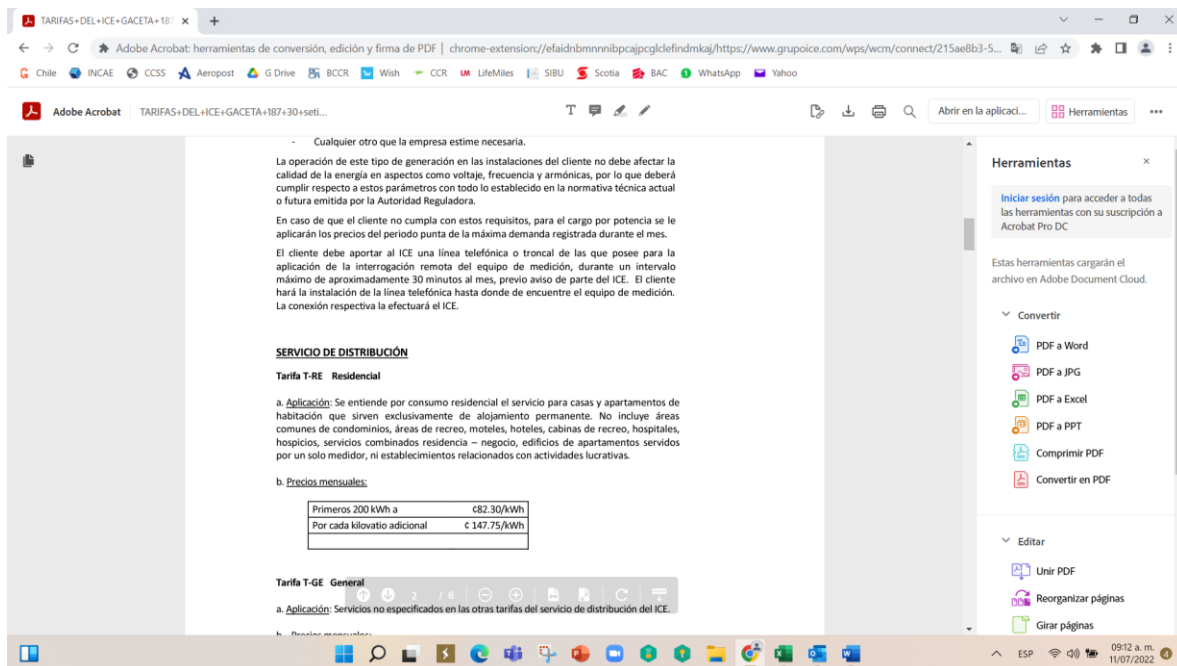 TARIFAS+DEL+ICE+GACETA+187
Adobe Acrobat: herramientas de conversión, edición y firma de PDF | chrome-extension://efaidnbmnnnibpcajpcglclefindmkaj/https://www.grupoice.com/wps/wcm/connect/215ae8b3-5...
Chile INCAE CCSS Aeropost G Drive BCCR Wish CCR LifeMiles SIBU Scotia BAC WhatsApp Yahoo
Adobe Acrobat TARIFAS+DEL+ICE+GACETA+187+30+seti... Abrir en la aplicaci... Herramientas
- Cualquier otro que la empresa estime necesaria.
La operación de este tipo de generación en las instalaciones del cliente no debe afectar la
calidad de la energía en aspectos como voltaje, frecuencia y armónicas, por lo que deberá
cumplir respecto a estos parámetros con todo lo establecido en la normativa técnica actual
o futura emitida por la Autoridad Reguladora.
En caso de que el cliente no cumpla con estos requisitos, para el cargo por potencia se le
aplicarán los precios del periodo punta de la máxima demanda registrada durante el mes.
El cliente debe aportar al ICE una línea telefónica o troncal de las que posee para la
aplicación de la interrogación remota del equipo de medición, durante un intervalo
máximo de aproximadamente 30 minutos al mes, previo aviso de parte del ICE. El cliente
hará la instalación de la línea telefónica hasta donde de encuentre el equipo de medición.
La conexión respectiva la efectuará el ICE.
SERVICIO DE DISTRIBUCIÓN
Tarifa T-RE Residencial
a. Aplicación: Se entiende por consumo residencial el servicio para casas y apartamentos de
habitación que sirven exclusivamente de alojamiento permanente. No incluye áreas
comunes de condominios, áreas de recreo, moteles, hoteles, cabinas de recreo, hospitales,
hospicios, servicios combinados residencia – negocio, edificios de apartamentos servidos
por un solo medidor, ni establecimientos relacionados con actividades lucrativas.
b. Precios mensuales:
Primeros 200 kWh a ¢82.30/kWh
Por cada kilovatio adicional ¢ 147.75/kWh
Tarifa T-GE General
2 / 8
a. Aplicación: Servicios no especificados en las otras tarifas del servicio de distribución del ICE.
b. Precios mensuales:
Herramientas
Iniciar sesión para acceder a todas
las herramientas con su suscripción a
Acrobat Pro DC
Estas herramientas cargarán el
archivo en Adobe Document Cloud.
Convertir
PDF a Word
PDF a JPG
PDF a Excel
PDF a PPT
Comprimir PDF
Convertir en PDF
Editar
Unir PDF
Reorganizar páginas
Girar páginas
ESP
09:12 a. m.
11/07/2022
4